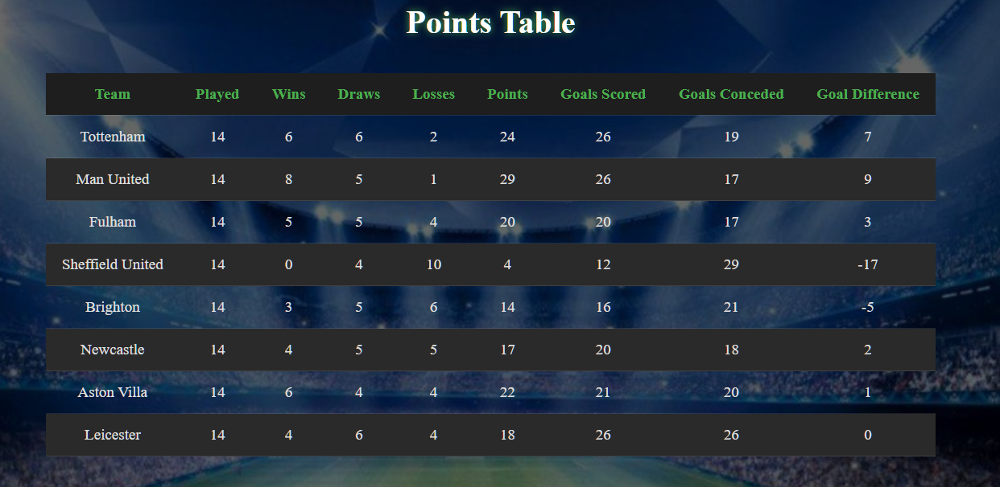 Points Table
Team Played Wins Draws Losses Points Goals Scored Goals Conceded Goal Difference
Tottenham 14 6 6 2 24 26 19 7
Man United 14 8 5 1 29 26 17 9
Fulham 14 5 5 4 20 20 17 3
Sheffield United 14 0 4 10 4 12 29 -17
Brighton 14 3 5 6 14 16 21 -5
Newcastle 14 4 5 5 17 20 18 2
Aston Villa 14 6 4 4 22 21 20 1
Leicester 14 4 6 4 18 26 26 0